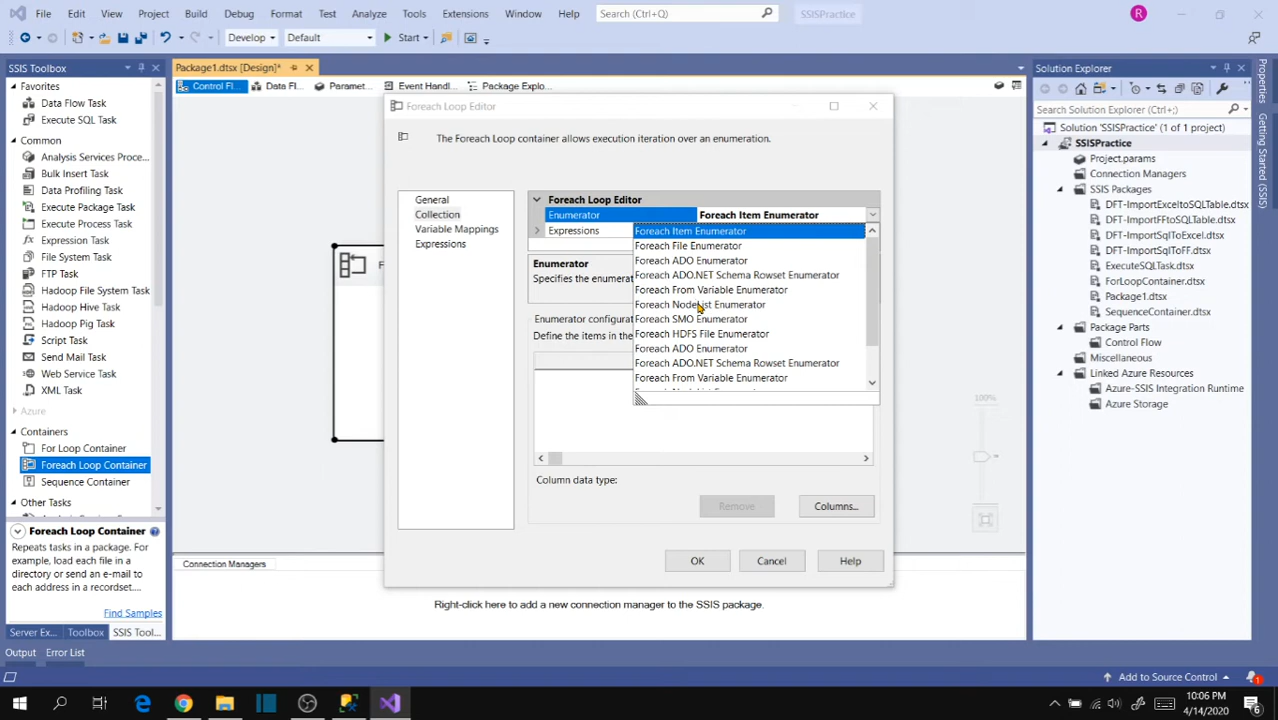 File Edit View Project Build Debug Format Test Analyze Tools Extensions Window Help Search (Ctrl+Q) SSISPractice R
Develop Default Start
SSIS Toolbox
Favorites
Data Flow Task
Execute SQL Task
Common
Analysis Services Proce...
Bulk Insert Task
Data Profiling Task
Execute Package Task
Execute Process Task
Expression Task
File System Task
FTP Task
Hadoop File System Task
Hadoop Hive Task
Hadoop Pig Task
Script Task
Send Mail Task
Web Service Task
XML Task
Azure
Containers
For Loop Container
Foreach Loop Container
Sequence Container
Other Tasks
Foreach Loop Container
Repeats tasks in a package. For
example, load each file in a
directory or send an e-mail to
each address in a recordset.
Find Samples
Server Ex... Toolbox SSIS Tool...
Output Error List
Package1.dtsx [Design]*
Control Fl... Data Fl... Paramet... Event Handl... Package Explo...
Foreach Loop Editor
The Foreach Loop container allows execution iteration over an enumeration.
General
Collection
Variable Mappings
Expressions
Foreach Loop Editor
Enumerator Foreach Item Enumerator
Expressions
Foreach Item Enumerator
Foreach File Enumerator
Foreach ADO Enumerator
Foreach ADO.NET Schema Rowset Enumerator
Foreach From Variable Enumerator
Foreach NodeList Enumerator
Foreach SMO Enumerator
Foreach HDFS File Enumerator
Foreach ADO Enumerator
Foreach ADO.NET Schema Rowset Enumerator
Foreach From Variable Enumerator
Enumerator
Specifies the enumerat
Enumerator configurat
Define the items in the
Column data type:
Remove Columns...
OK Cancel Help
100%
Connection Managers
Right-click here to add a new connection manager to the SSIS package.
Solution Explorer
Search Solution Explorer (Ctrl+;)
Solution 'SSISPractice' (1 of 1 project)
SSISPractice
Project.params
Connection Managers
SSIS Packages
DFT-ImportExceltoSQLTable.dtsx
DFT-ImportFFtoSQLTable.dtsx
DFT-ImportSqlToExcel.dtsx
DFT-ImportSqlToFF.dtsx
ExecuteSQLTask.dtsx
ForLoopContainer.dtsx
Package1.dtsx
SequenceContainer.dtsx
Package Parts
Control Flow
Miscellaneous
Linked Azure Resources
Azure-SSIS Integration Runtime
Azure Storage
Properties
Getting Started (SSIS)
Add to Source Control
1
10:06 PM
4/14/2020
6